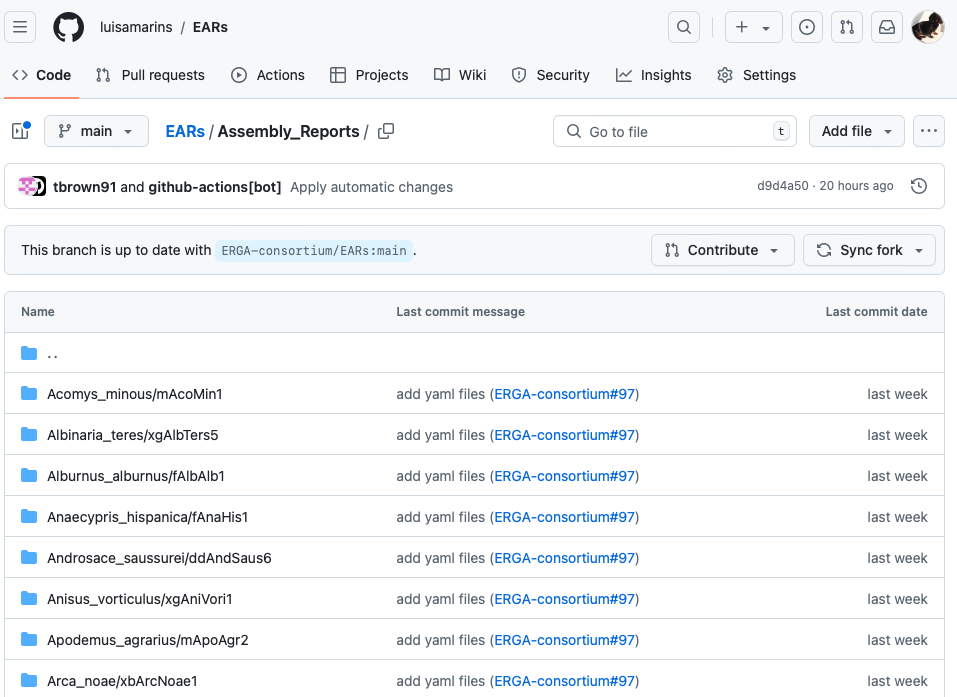 luisamarins / EARs
Code Pull requests Actions Projects Wiki Security Insights Settings
main EARs / Assembly_Reports / Go to file t Add file
tbrown91 and github-actions[bot] Apply automatic changes d9d4a50 · 20 hours ago
This branch is up to date with ERGA-consortium/EARs:main. Contribute Sync fork
Name Last commit message Last commit date
..
Acomys_minous/mAcoMin1 add yaml files (ERGA-consortium#97) last week
Albinaria_teres/xgAlbTers5 add yaml files (ERGA-consortium#97) last week
Alburnus_alburnus/fAlbAlb1 add yaml files (ERGA-consortium#97) last week
Anaecypris_hispanica/fAnaHis1 add yaml files (ERGA-consortium#97) last week
Androsace_saussurei/ddAndSaus6 add yaml files (ERGA-consortium#97) last week
Anisus_vorticulus/xgAniVori1 add yaml files (ERGA-consortium#97) last week
Apodemus_agrarius/mApoAgr2 add yaml files (ERGA-consortium#97) last week
Arca_noae/xbArcNoae1 add yaml files (ERGA-consortium#97) last week